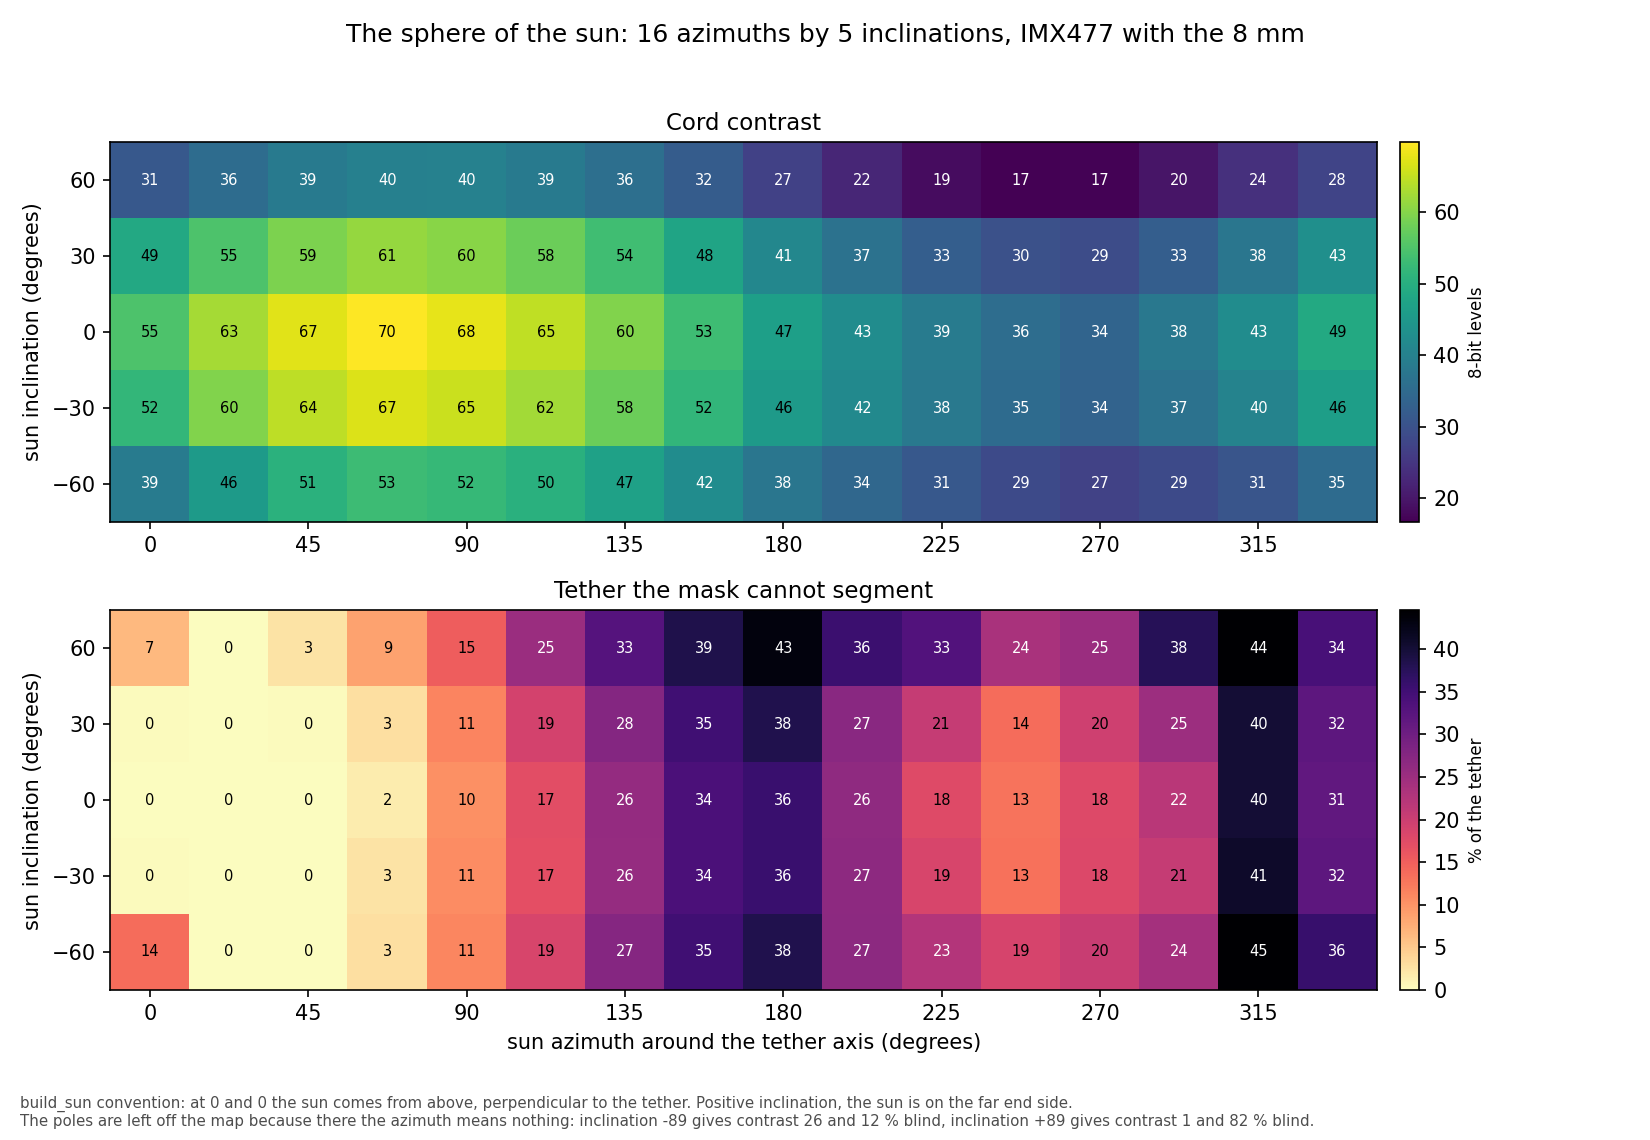 The sphere of the sun: 16 azimuths by 5 inclinations, IMX477 with the 8 mm
Cord contrast
sun inclination (degrees)
60 31 36 39 40 40 39 36 32 27 22 19 17 17 20 24 28
30 49 55 59 61 60 58 54 48 41 37 33 30 29 33 38 43
0 55 63 67 70 68 65 60 53 47 43 39 36 34 38 43 49
−30 52 60 64 67 65 62 58 52 46 42 38 35 34 37 40 46
−60 39 46 51 53 52 50 47 42 38 34 31 29 27 29 31 35
0 45 90 135 180 225 270 315
60
50
40
30
20
8-bit levels
Tether the mask cannot segment
sun inclination (degrees)
60 7 0 3 9 15 25 33 39 43 36 33 24 25 38 44 34
30 0 0 0 3 11 19 28 35 38 27 21 14 20 25 40 32
0 0 0 0 2 10 17 26 34 36 26 18 13 18 22 40 31
−30 0 0 0 3 11 17 26 34 36 27 19 13 18 21 41 32
−60 14 0 0 3 11 19 27 35 38 27 23 19 20 24 45 36
0 45 90 135 180 225 270 315
sun azimuth around the tether axis (degrees)
40
35
30
25
20
15
10
5
0
% of the tether
build_sun convention: at 0 and 0 the sun comes from above, perpendicular to the tether. Positive inclination, the sun is on the far end side.
The poles are left off the map because there the azimuth means nothing: inclination -89 gives contrast 26 and 12 % blind, inclination +89 gives contrast 1 and 82 % blind.